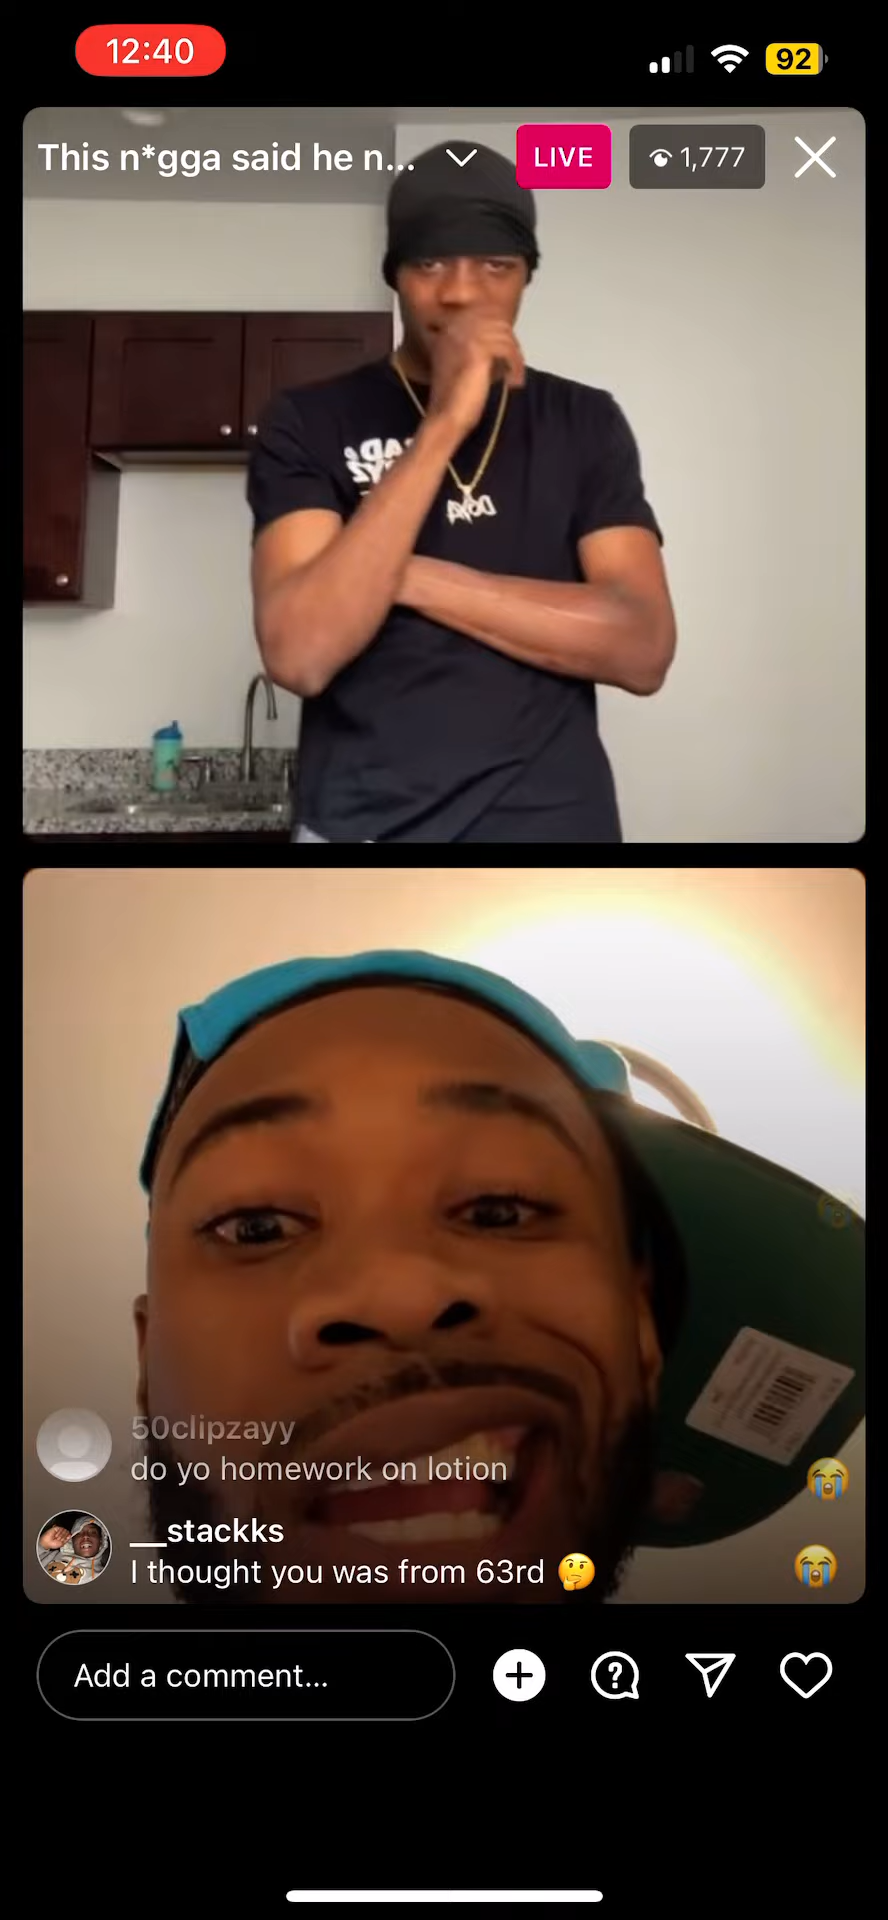 12:40
92
This n*gga said he n...
LIVE
1,777
50clipzayy
do yo homework on lotion
__stackks
I thought you was from 63rd 🤔
Add a comment...